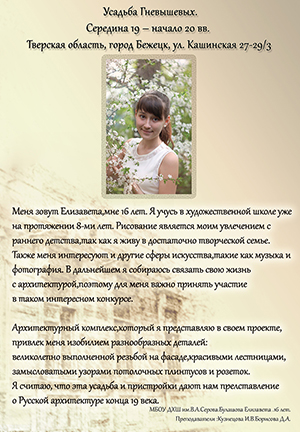 Усадьба Гневышевых.
Середина 19 – начало 20 вв.
Тверская область, город Бежецк, ул. Кашинская 27-29/3
Меня зовут Елизавета,мне 16 лет. Я учусь в художественной школе уже
на протяжении 8-ми лет. Рисование является моим увлечением с
раннего детства,так как я живу в достаточно творческой семье.
Также меня интересуют и другие сферы искусства,такие как музыка и
фотография. В дальнейшем я собираюсь связать свою жизнь
с архитектурой,поэтому для меня важно принять участие
в таком интересном конкурсе.
Архитектурный комплекс,который я представляю в своем проекте,
привлек меня изобилием разнообразных деталей:
великолепно выполненной резьбой на фасаде,красивыми лестницами,
замысловатыми узорами потолочных плинтусов и розеток.
Я считаю, что эта усадьба и пристройки дают нам прелставление
о Русской архитектуре конца 19 века.
МБОУ ДХШ им.В.А.Серова.Булашова Елизавета .16 лет.
Преподаватели :Кузнецова И.В.Борисова Д.А.